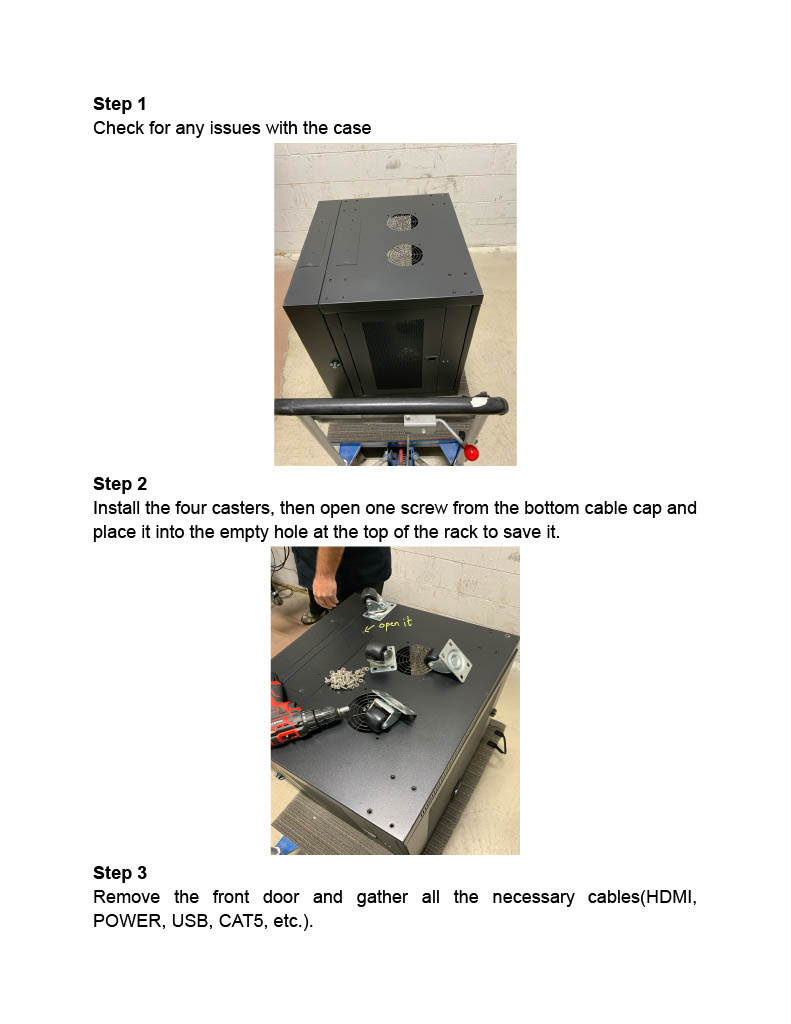 Step 1
Check for any issues with the case
Step 2
Install the four casters, then open one screw from the bottom cable cap and
place it into the empty hole at the top of the rack to save it.
← open it
Step 3
Remove the front door and gather all the necessary cables(HDMI,
POWER, USB, CAT5, etc.).